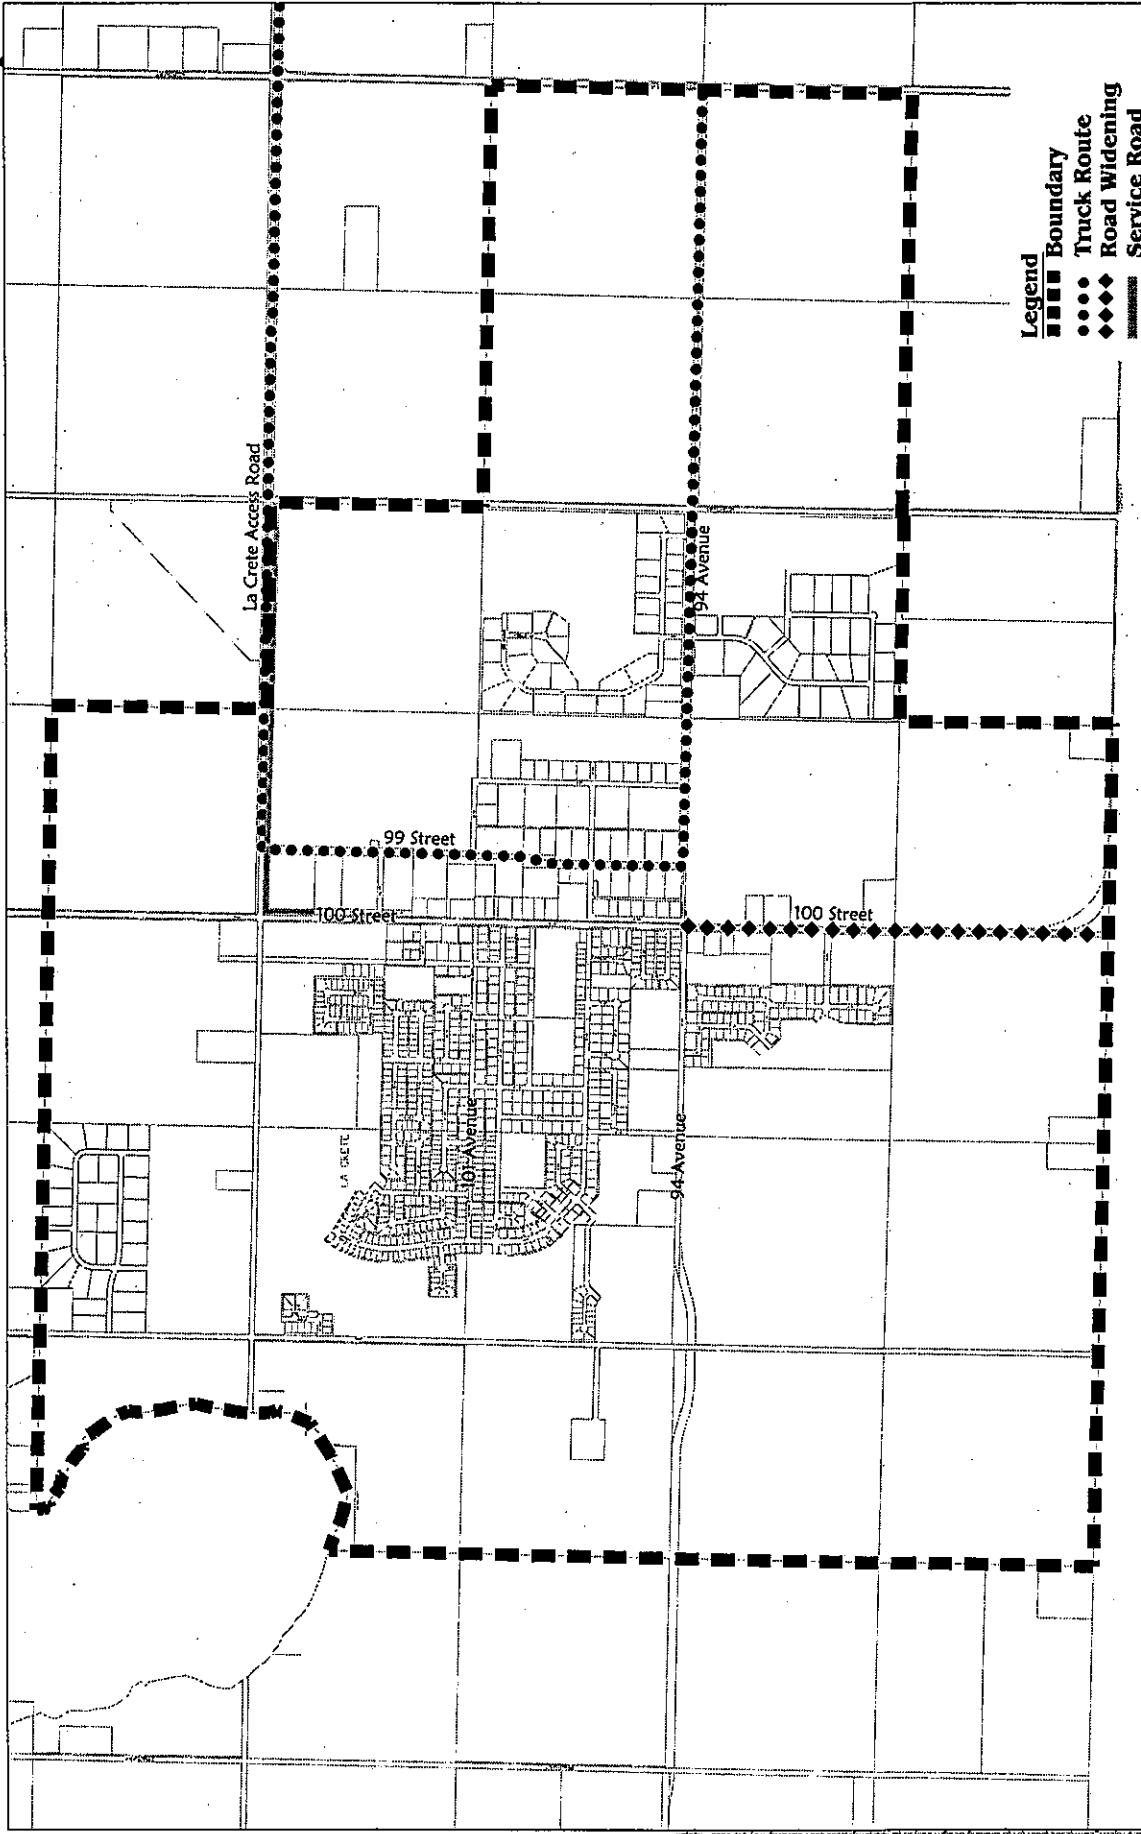 La Crete Access Road
99 Street
100 Street
100 Street
94 Avenue
LA CRETE
101 Avenue
94 Avenue
Legend
Boundary
Truck Route
Road Widening
Service Road